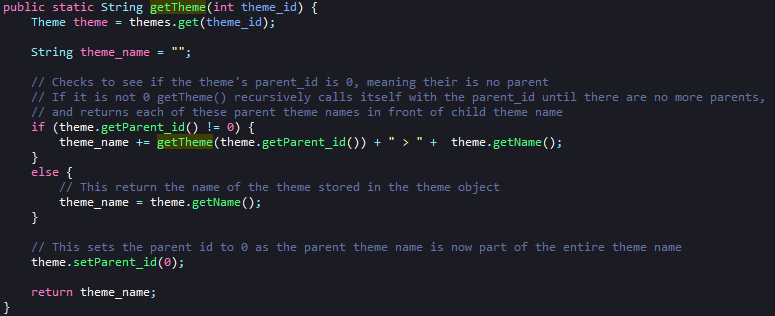 public static String getTheme(int theme_id) {
Theme theme = themes.get(theme_id);
String theme_name = "";
// Checks to see if the theme's parent_id is 0, meaning their is no parent
// If it is not 0 getTheme() recursively calls itself with the parent_id until there are no more parents,
// and returns each of these parent theme names in front of child theme name
if (theme.getParent_id() != 0) {
theme_name += getTheme(theme.getParent_id()) + " > " +  theme.getName();
}
else {
// This return the name of the theme stored in the theme object
theme_name = theme.getName();
}
// This sets the parent id to 0 as the parent theme name is now part of the entire theme name
theme.setParent_id(0);
return theme_name;
}